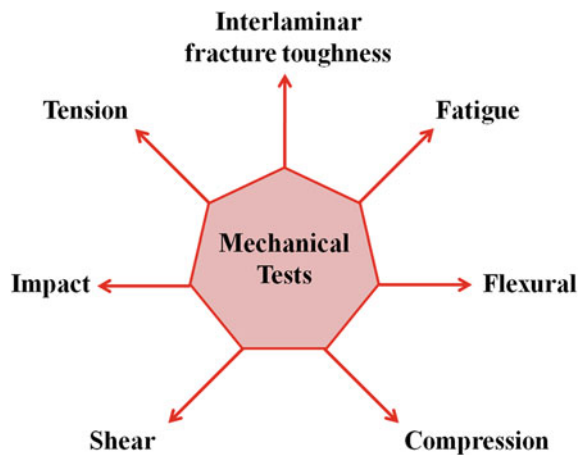 Interlaminar
fracture toughness
Tension
Fatigue
Mechanical
Tests
Impact
Flexural
Shear
Compression